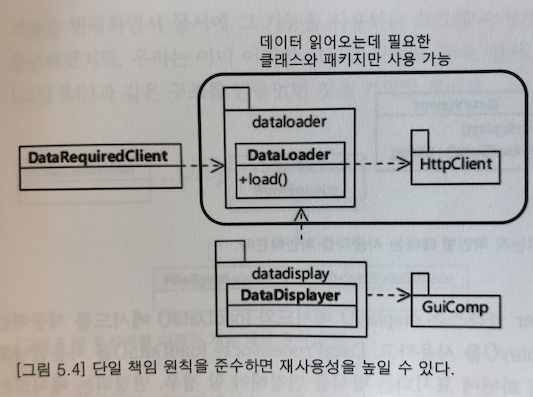 데이터 읽어오는데 필요한
클래스와 패키지만 사용 가능
dataloader
DataRequiredClient
DataLoader
+load()
HttpClient
datadisplay
DataDisplayer
GuiComp
[그림 5.4] 단일 책임 원칙을 준수하면 재사용성을 높일 수 있다.